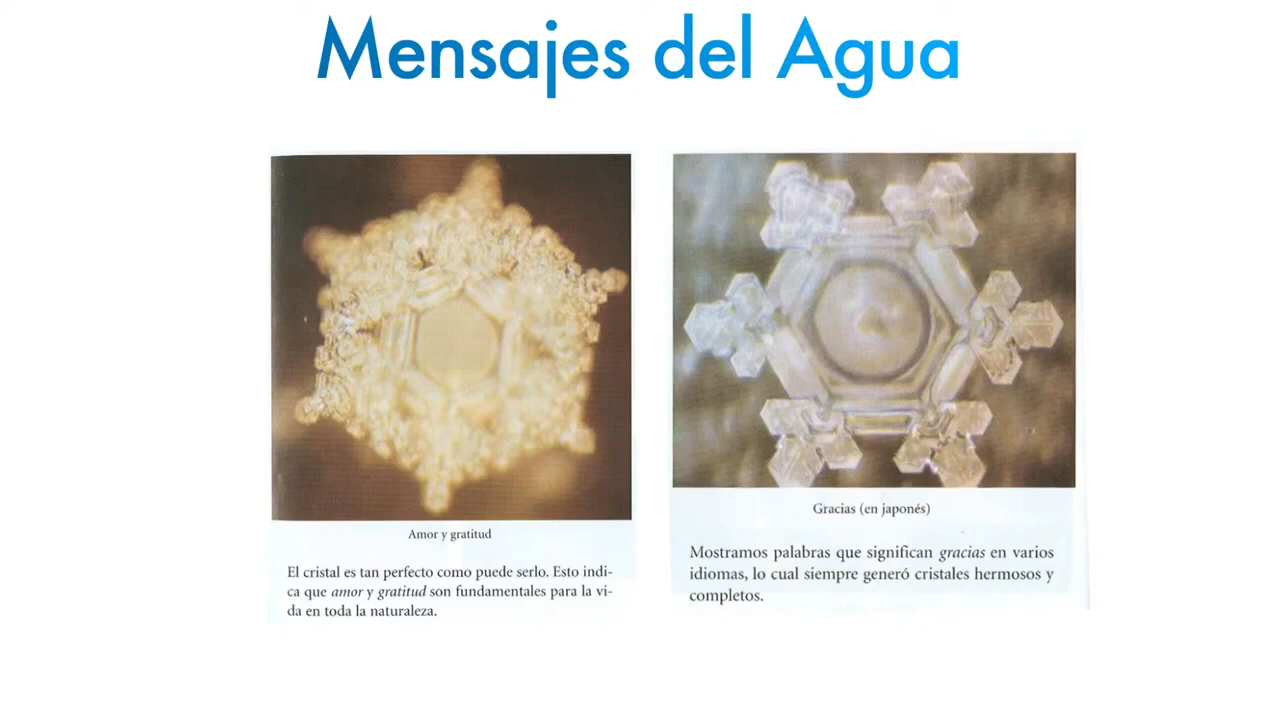 Mensajes del Agua
Amor y gratitud
El cristal es tan perfecto como puede serlo. Esto indi-
ca que amor y gratitud son fundamentales para la vi-
da en toda la naturaleza.
Gracias (en japonés)
Mostramos palabras que significan gracias en varios
idiomas, lo cual siempre generó cristales hermosos y
completos.